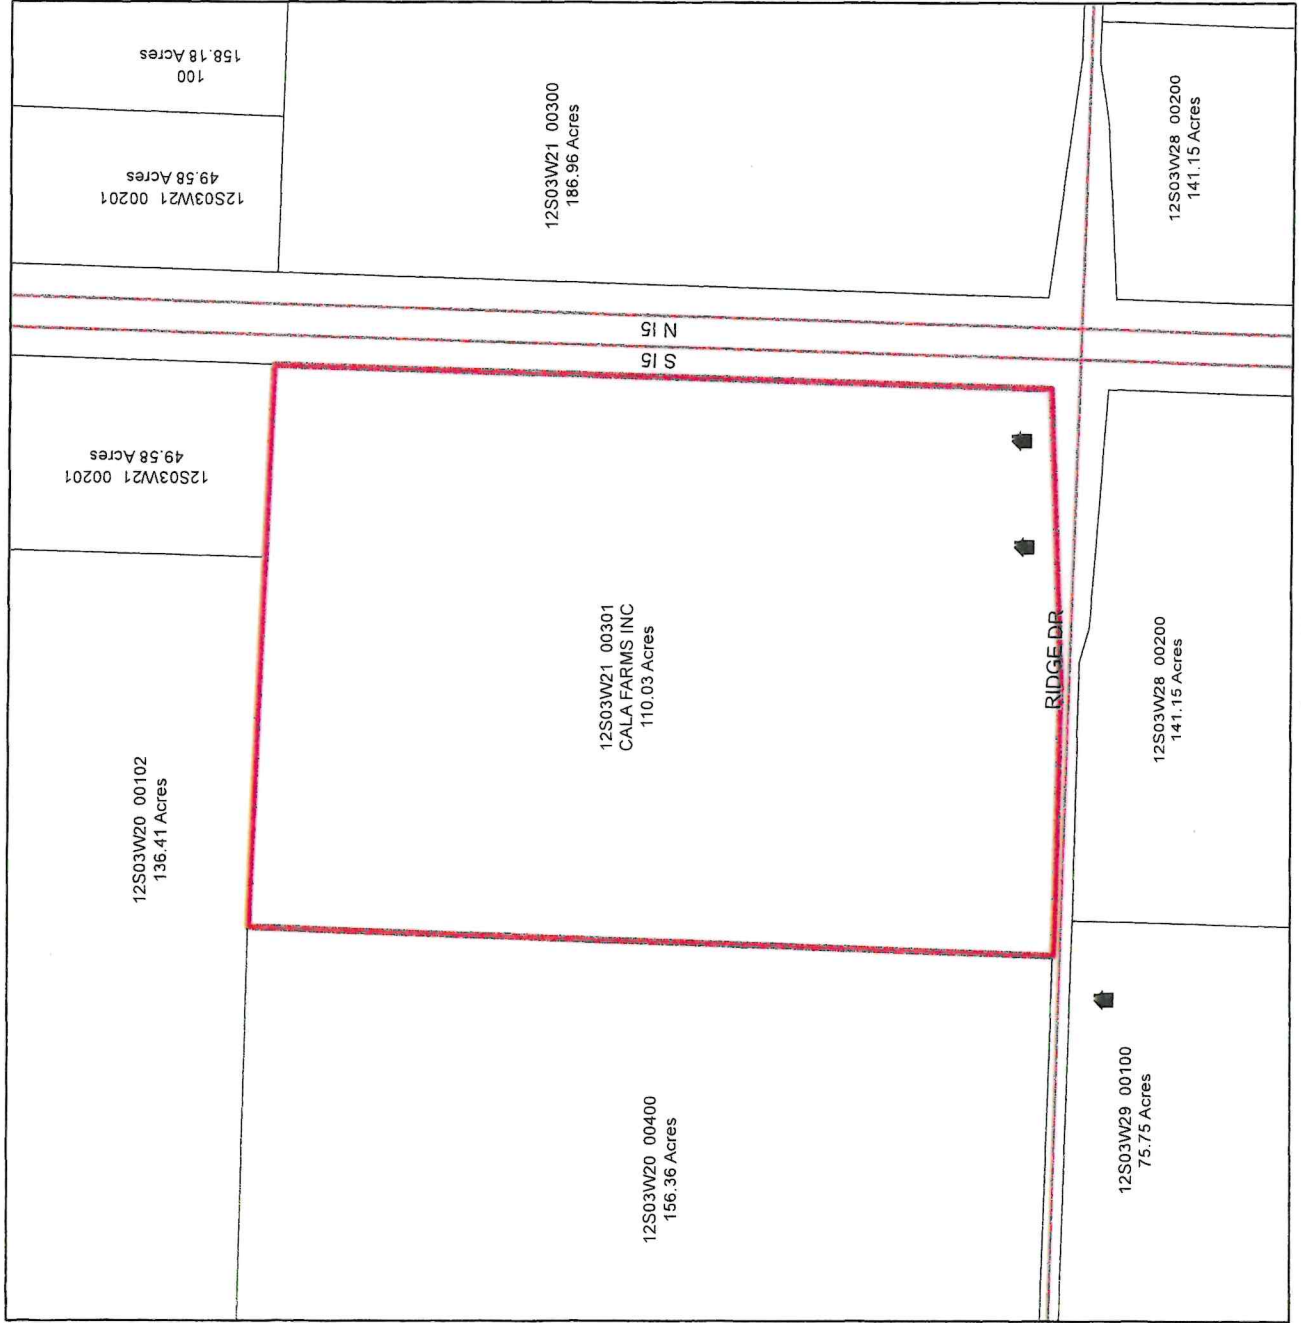 158.18 Acres
100
49.58 Acres
12S03W21 00201
12S03W21 00300
186.96 Acres
12S03W28 00200
141.15 Acres
N I5
S I5
49.58 Acres
12S03W21 00201
12S03W21 00301
CALA FARMS INC
110.03 Acres
RIDGE DR
12S03W28 00200
141.15 Acres
12S03W20 00102
136.41 Acres
12S03W20 00400
156.36 Acres
12S03W29 00100
75.75 Acres